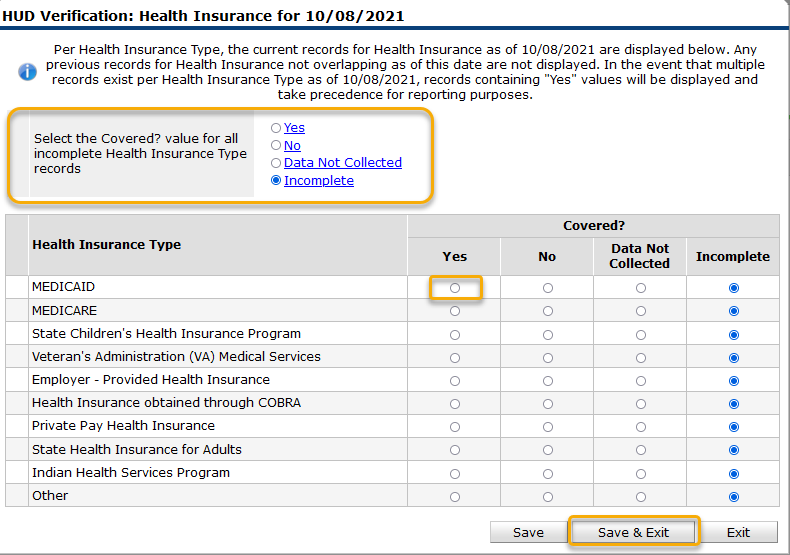 HUD Verification: Health Insurance for 10/08/2021
Per Health Insurance Type, the current records for Health Insurance as of 10/08/2021 are displayed below. Any
previous records for Health Insurance not overlapping as of this date are not displayed. In the event that multiple
records exist per Health Insurance Type as of 10/08/2021, records containing "Yes" values will be displayed and
take precedence for reporting purposes.
Select the Covered? value for all
incomplete Health Insurance Type
records
Yes
No
Data Not Collected
Incomplete
Health Insurance Type
Covered?
Yes
No
Data Not
Collected
Incomplete
MEDICAID
MEDICARE
State Children's Health Insurance Program
Veteran's Administration (VA) Medical Services
Employer - Provided Health Insurance
Health Insurance obtained through COBRA
Private Pay Health Insurance
State Health Insurance for Adults
Indian Health Services Program
Other
Save
Save & Exit
Exit